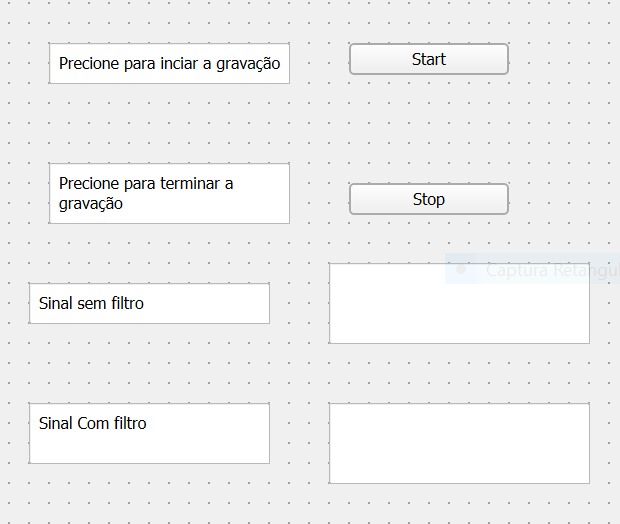 Precione para inciar a gravação
Start
Precione para terminar a
gravação
Stop
Captura Retangul
Sinal sem filtro
Sinal Com filtro